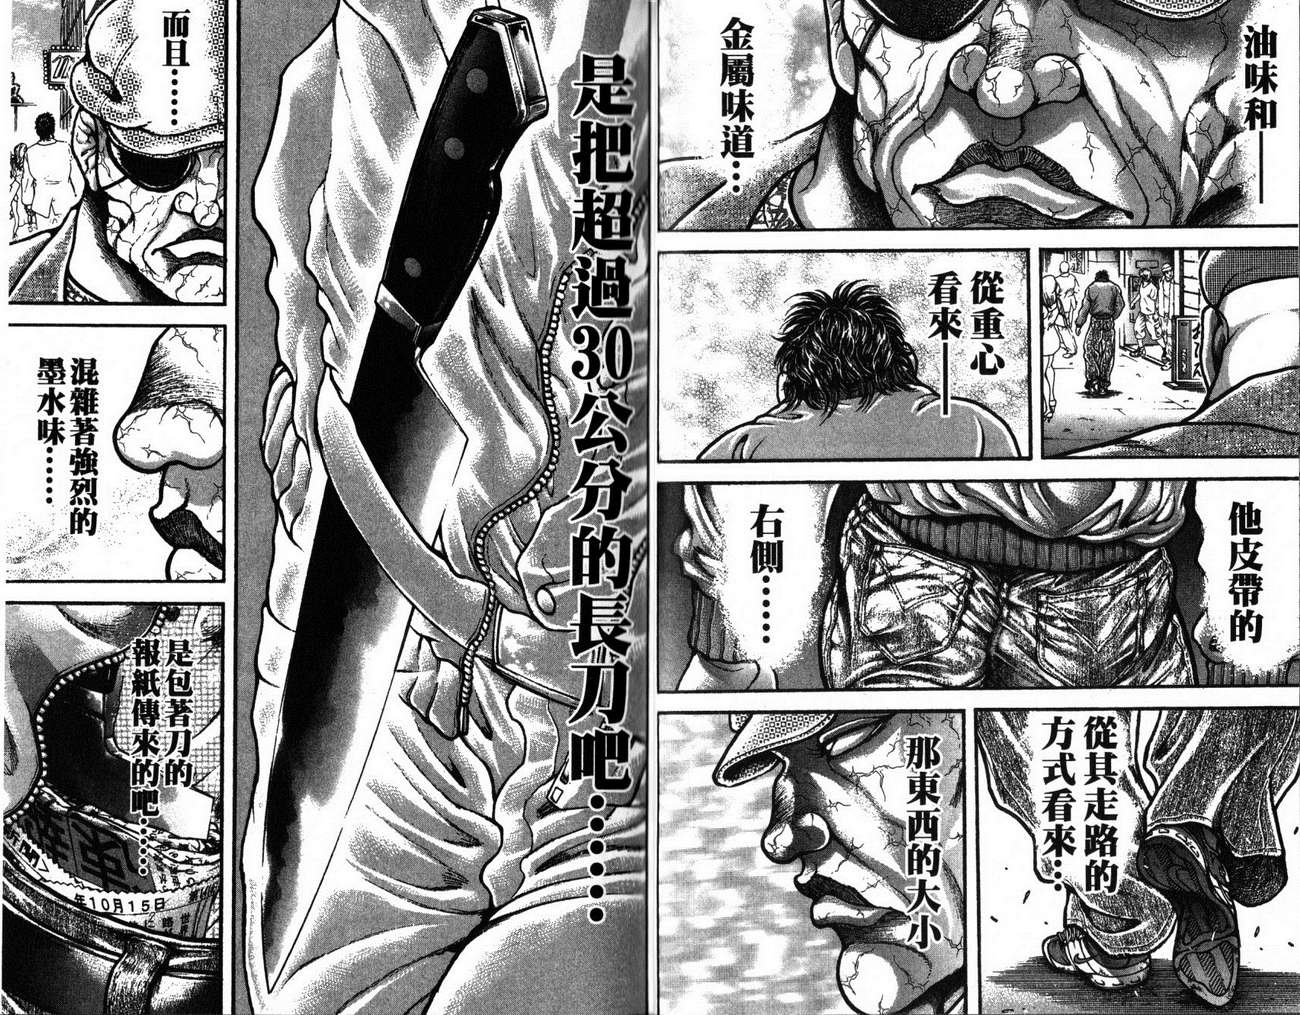 油味和——
金屬味道…
從重心
看來——
他皮帶的
右側……
從其走路的
方式看來…
那東西的大小
是把超過30公分的長刀吧……
而且……
混雜著強烈的
墨水味……
是包著刀的
報紙傳來的吧……
年10月15日